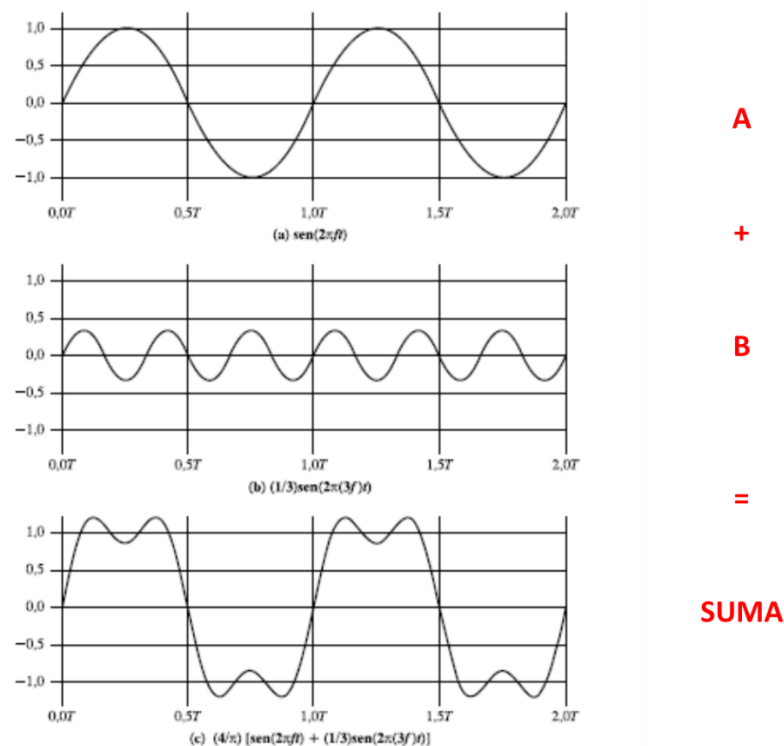 1,0
0,5
0,0
−0,5
−1,0
0,0T 0,5T 1,0T 1,5T 2,0T
(a) sen(2πft)
A
+
1,0
0,5
0,0
−0,5
−1,0
0,0T 0,5T 1,0T 1,5T 2,0T
(b) (1/3)sen(2π(3f)t)
B
=
1,0
0,5
0,0
−0,5
−1,0
0,0T 0,5T 1,0T 1,5T 2,0T
(c) (4/π) [sen(2πft) + (1/3)sen(2π(3f)t)]
SUMA